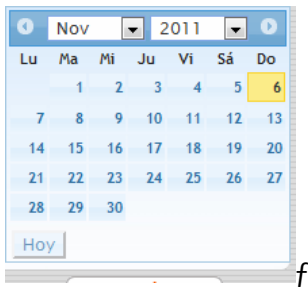 Nov 2011
Lu Ma Mi Ju Vi Sá Do
1 2 3 4 5 6
7 8 9 10 11 12 13
14 15 16 17 18 19 20
21 22 23 24 25 26 27
28 29 30
Hoy
f